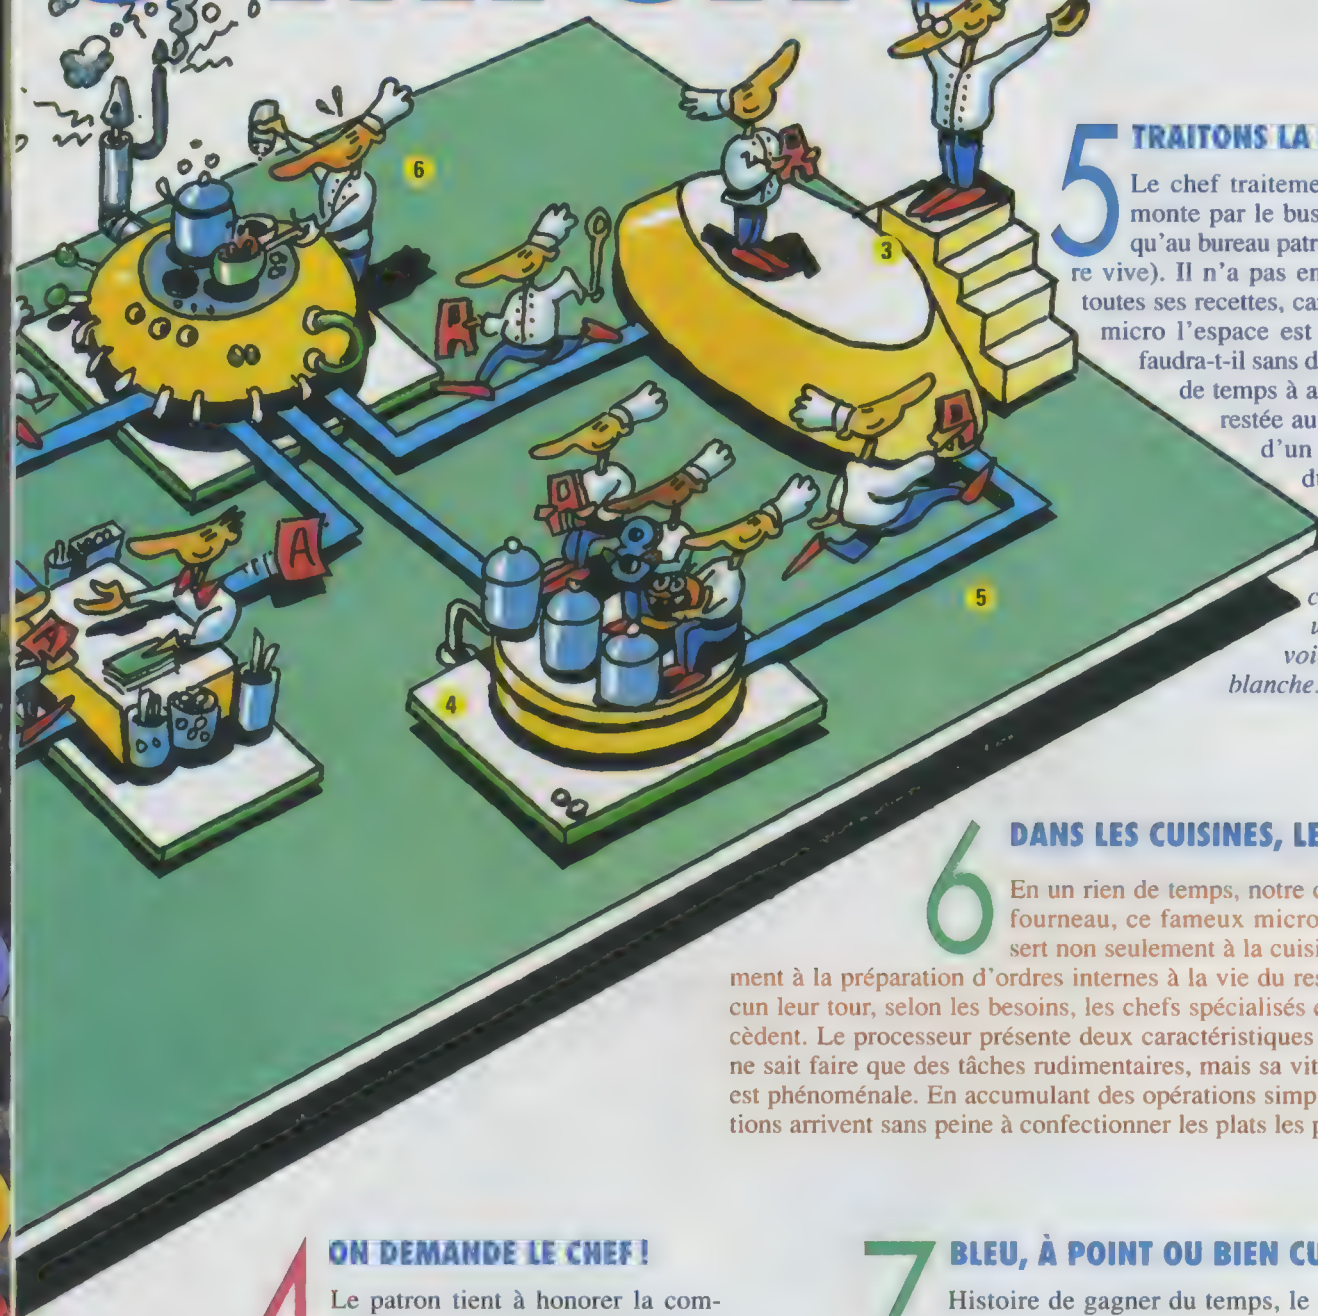 6
3
5
4
A
5 TRAITONS LA
Le chef traiteme
monte par le bus
qu'au bureau patr
re vive). Il n'a pas en
toutes ses recettes, car
micro l'espace est
faudra-t-il sans d
de temps à a
restée au
d'un
du
c
u
voi
blanche.
6 DANS LES CUISINES, LE
En un rien de temps, notre c
fourneau, ce fameux micro
sert non seulement à la cuisi
ment à la préparation d'ordres internes à la vie du res
cun leur tour, selon les besoins, les chefs spécialisés
cèdent. Le processeur présente deux caractéristiques
ne sait faire que des tâches rudimentaires, mais sa vit
est phénoménale. En accumulant des opérations simp
tions arrivent sans peine à confectionner les plats les p
4 ON DEMANDE LE CHEF !
Le patron tient à honorer la com-
7 BLEU, À POINT OU BIEN CU
Histoire de gagner du temps, le